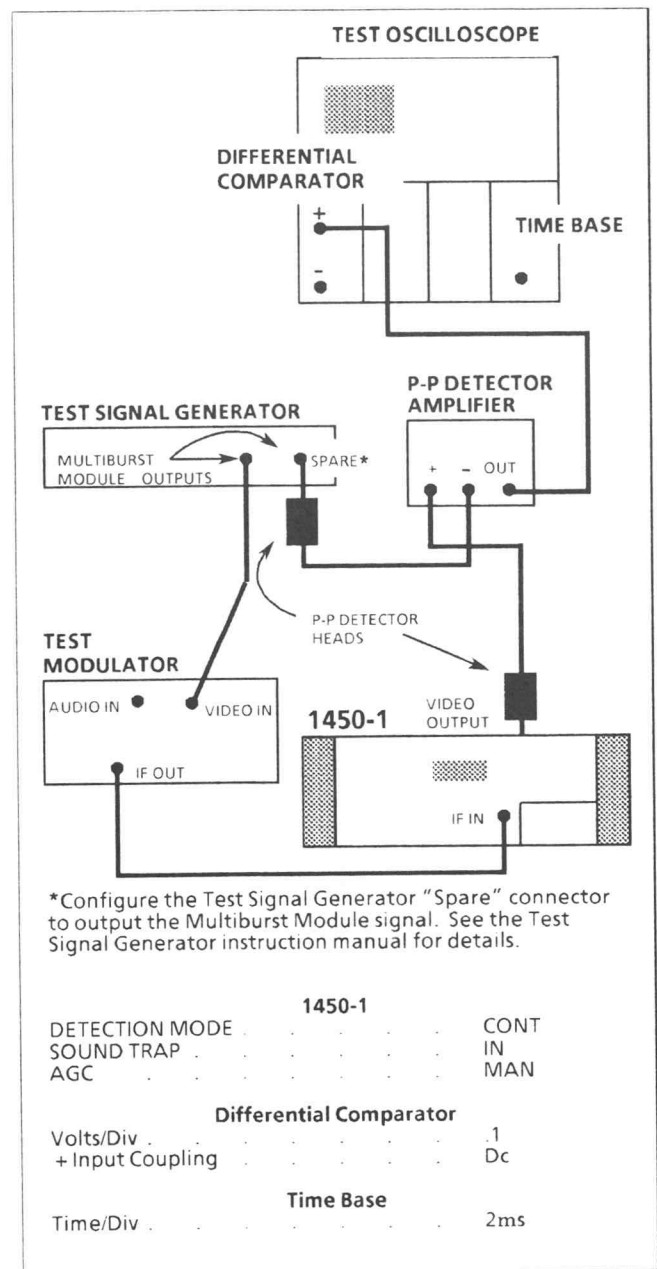 TEST OSCILLOSCOPE
DIFFERENTIAL
COMPARATOR
+
TIME BASE
-
P-P DETECTOR
AMPLIFIER
TEST SIGNAL GENERATOR
MULTIBURST
MODULE OUTPUTS
SPARE*
+ - OUT
P-P DETECTOR
HEADS
TEST
MODULATOR
AUDIO IN
VIDEO IN
VIDEO
OUTPUT
1450-1
IF OUT
IF IN
*Configure the Test Signal Generator "Spare" connector
to output the Multiburst Module signal. See the Test
Signal Generator instruction manual for details.
1450-1
DETECTION MODE . . . . . CONT
SOUND TRAP . . . . . . IN
AGC . . . . . . MAN
Differential Comparator
Volts/Div . . . . . . .1
+ Input Coupling . . . . Dc
Time Base
Time/Div . . . . . . 2ms